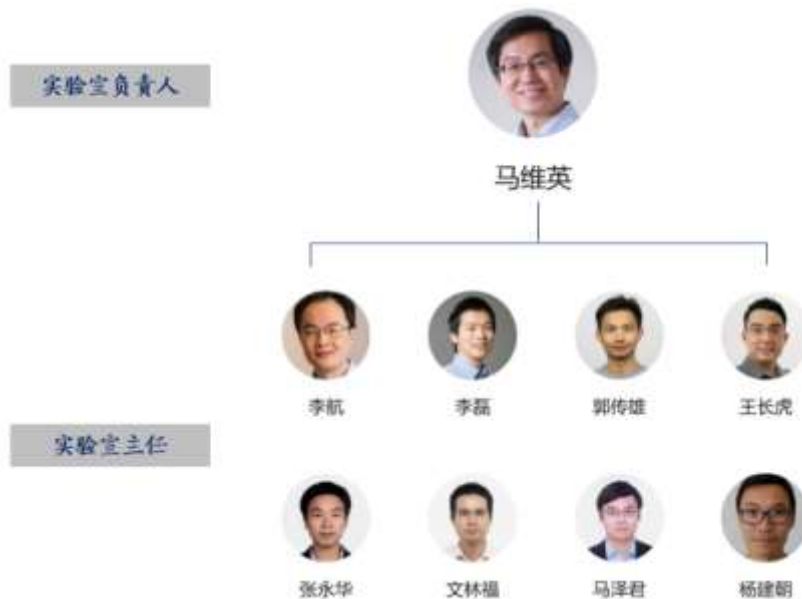 实验室负责人
马维英
李航
李磊
郭传雄
王长虎
实验室主任
张永华
文林福
马泽君
杨建朝